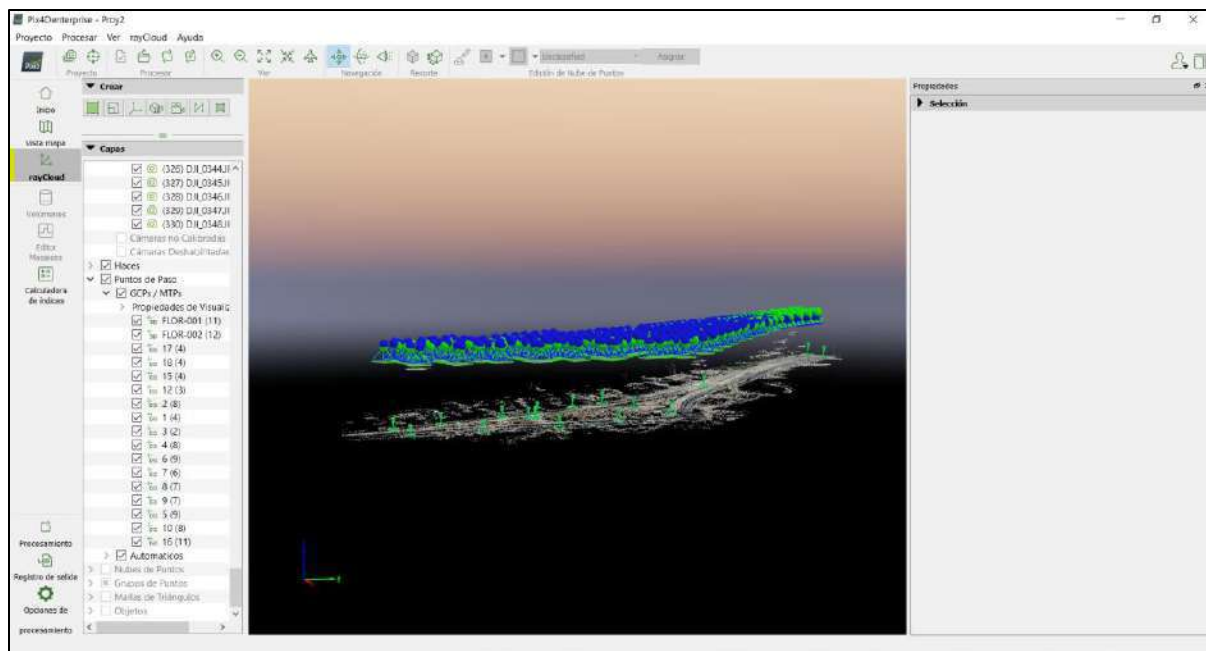 Pix4Denterprise - Proy2
Proyecto Procesar Ver rayCloud Ayuda
Unclassified Asignar
Proyecto Procesar Ver Navegación Recorte Edición de Nube de Puntos
Inicio
Vista mapa
rayCloud
Volúmenes
Editor
Mosaico
Calculadora
de índices
Procesamiento
Registro de salida
Opciones de
procesamiento
Crear
Capas
(326) DJI_0344.JI
(327) DJI_0345.JI
(328) DJI_0346.JI
(329) DJI_0347.JI
(330) DJI_0348.JI
Cámaras no Calibradas
Cámaras Deshabilitadas
Haces
Puntos de Paso
GCPs / MTPs
Propiedades de Visualiz
FLOR-001 (11)
FLOR-002 (12)
17 (4)
18 (4)
15 (4)
12 (3)
2 (8)
1 (4)
3 (2)
4 (8)
6 (9)
7 (6)
8 (7)
9 (7)
5 (9)
10 (8)
16 (11)
Automaticos
Nubes de Puntos
Grupos de Puntos
Mallas de Triángulos
Objetos
Propiedades
Selección